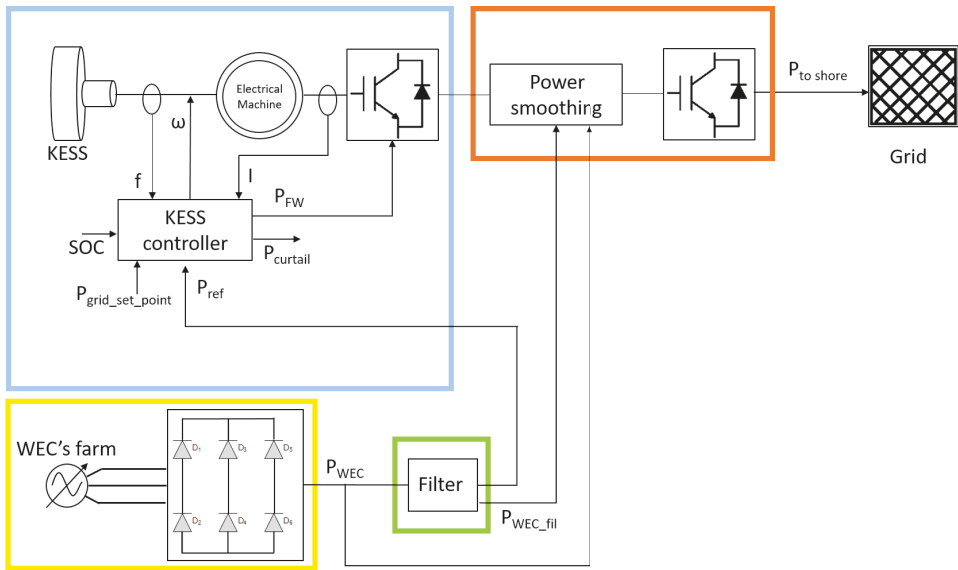 KESS
Electrical
Machine
ω
f
I
KESS
controller
SOC
P_FW
P_curtail
P_grid_set_point
P_ref
Power
smoothing
P_to shore
Grid
WEC's farm
D1
D3
D5
D2
D4
D6
P_WEC
Filter
P_WEC_fil